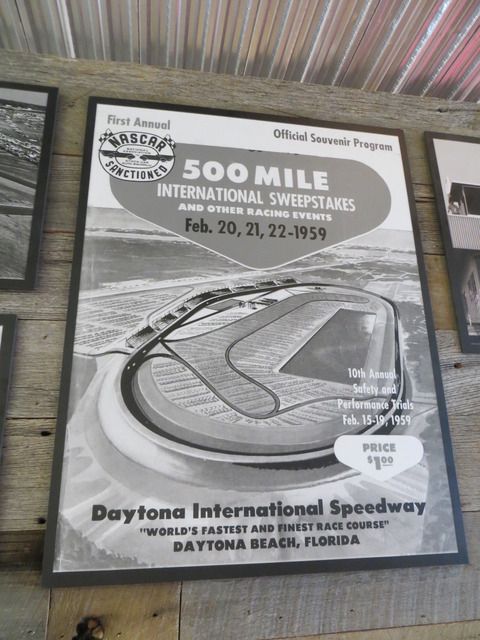 First Annual
Official Souvenir Program
NASCAR
SANCTIONED
500 MILE
INTERNATIONAL SWEEPSTAKES
AND OTHER RACING EVENTS
Feb. 20, 21, 22-1959
10th Annual
Safety and
Performance Trials
Feb. 15-19, 1959
PRICE
$1.00
Daytona International Speedway
"WORLD'S FASTEST AND FINEST RACE COURSE"
DAYTONA BEACH, FLORIDA